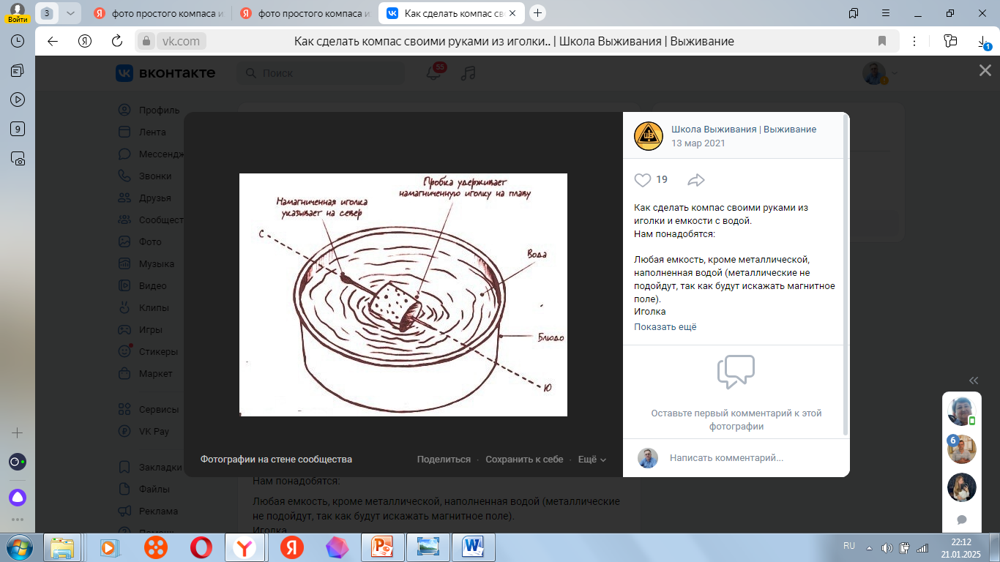 Войти
3
фото простого компаса и
фото простого компаса и
Как сделать компас св
vk.com
Как сделать компас своими руками из иголки.. | Школа Выживания | Выживание
1
9
ВКОНТАКТЕ
Поиск
55
Профиль
Лента
Мессендж
Звонки
Друзья
Сообщест
Фото
Музыка
Видео
Клипы
Игры
Стикеры
Маркет
Сервисы
VK Pay
Закладки
Файлы
Реклама
Намагниченная иголка
указывает на север
Пробка удерживает
намагниченную иголку на плаву
С
Вода
Блюдо
Ю
Фотографии на стене сообщества
Поделиться · Сохранить к себе · Ещё
Школа Выживания | Выживание
13 мар 2021
19
Как сделать компас своими руками из
иголки и емкости с водой.
Нам понадобятся:
Любая емкость, кроме металлической,
наполненная водой (металлические не
подойдут, так как будут искажать магнитное
поле).
Иголка
Показать ещё
Оставьте первый комментарий к этой
фотографии
Написать комментарий...
Нам понадобятся:
Любая емкость, кроме металлической, наполненная водой (металлические
не подойдут, так как будут искажать магнитное поле).
Иголка
6
RU
22:12
21.01.2025